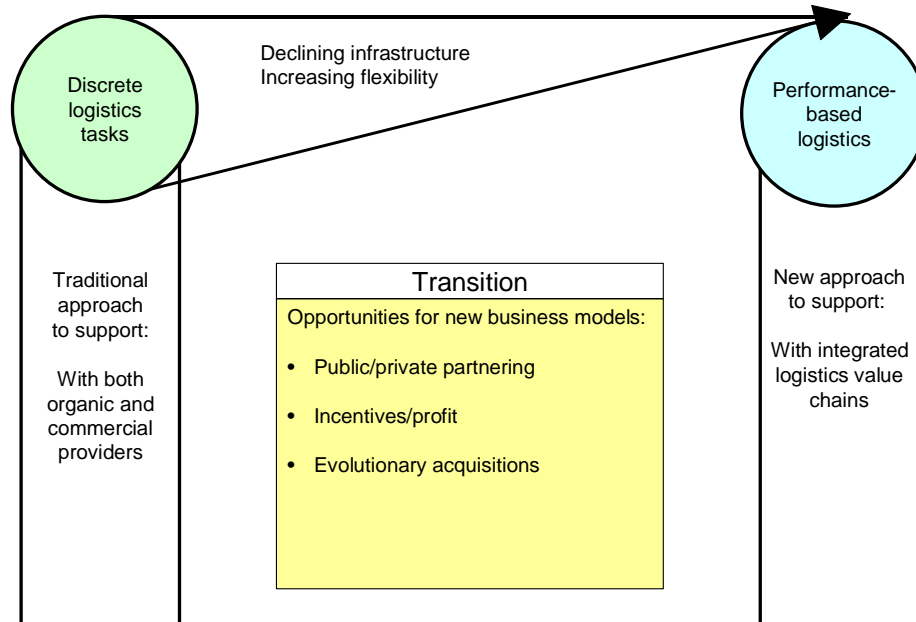 Discrete
logistics
tasks
Declining infrastructure
Increasing flexibility
Performance-
based
logistics
Traditional
approach
to support:
With both
organic and
commercial
providers
Transition
Opportunities for new business models:
• Public/private partnering
• Incentives/profit
• Evolutionary acquisitions
New approach
to support:
With integrated
logistics value
chains